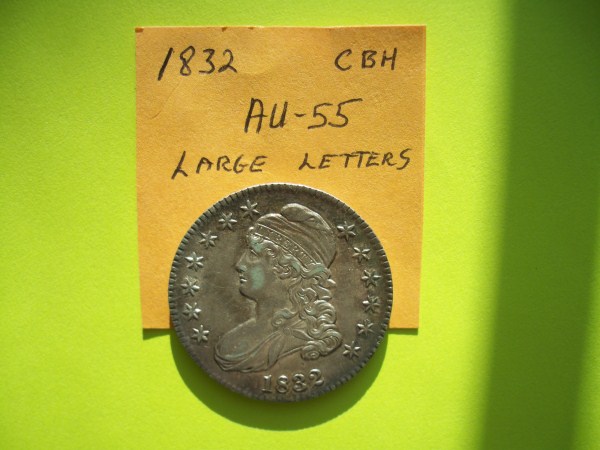 1832 CBH
AU-55
LARGE LETTERS
LIBERTY
1832